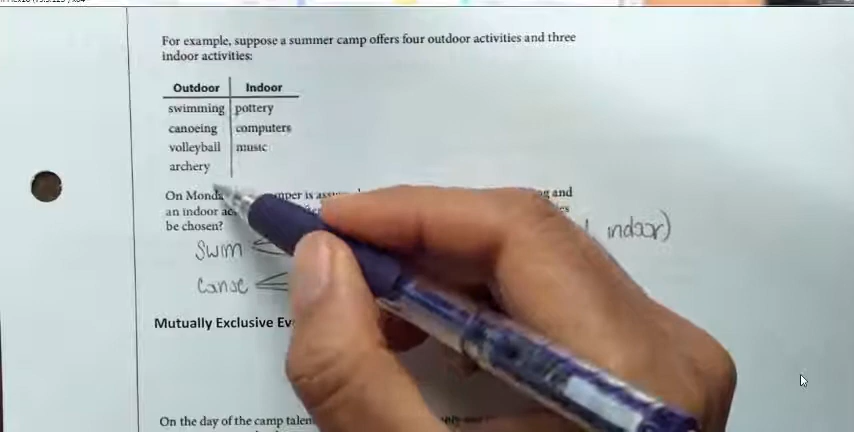 For example, suppose a summer camp offers four outdoor activities and three
indoor activities:
Outdoor Indoor
swimming pottery
canoeing computers
volleyball music
archery
On Monda mper is and
an indoor
be chosen?
indoor)
Swim
Canoe
Mutually Exclusive Ev
On the day of the camp talen